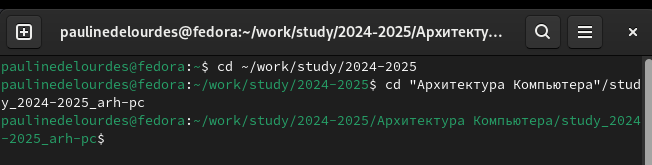 paulinedelourdes@fedora:~/work/study/2024-2025/Архитекту...
paulinedelourdes@fedora:~$ cd ~/work/study/2024-2025
paulinedelourdes@fedora:~/work/study/2024-2025$ cd "Архитектура Компьютера"/stud
y_2024-2025_arh-pc
paulinedelourdes@fedora:~/work/study/2024-2025/Архитектура Компьютера/study_2024
-2025_arh-pc$